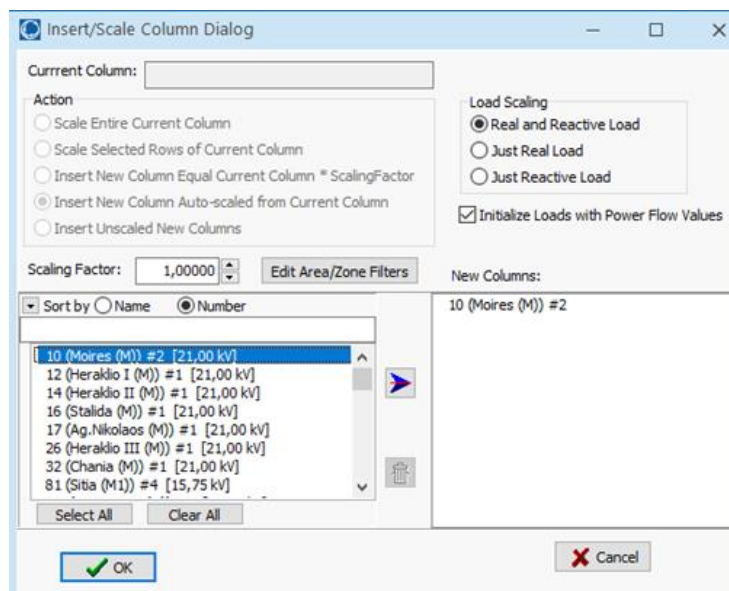 Insert/Scale Column Dialog
Currrent Column:
Action
Scale Entire Current Column
Scale Selected Rows of Current Column
Insert New Column Equal Current Column * ScalingFactor
Insert New Column Auto-scaled from Current Column
Insert Unscaled New Columns
Load Scaling
Real and Reactive Load
Just Real Load
Just Reactive Load
Initialize Loads with Power Flow Values
Scaling Factor: 1,00000 Edit Area/Zone Filters
New Columns:
Sort by Name Number
10 (Moires (M)) #2 [21,00 kV]
12 (Heraklio I (M)) #1 [21,00 kV]
14 (Heraklio II (M)) #1 [21,00 kV]
16 (Stalida (M)) #1 [21,00 kV]
17 (Ag.Nikolaos (M)) #1 [21,00 kV]
26 (Heraklio III (M)) #1 [21,00 kV]
32 (Chania (M)) #1 [21,00 kV]
81 (Sitia (M1)) #4 [15,75 kV]
10 (Moires (M)) #2
Select All Clear All
OK Cancel